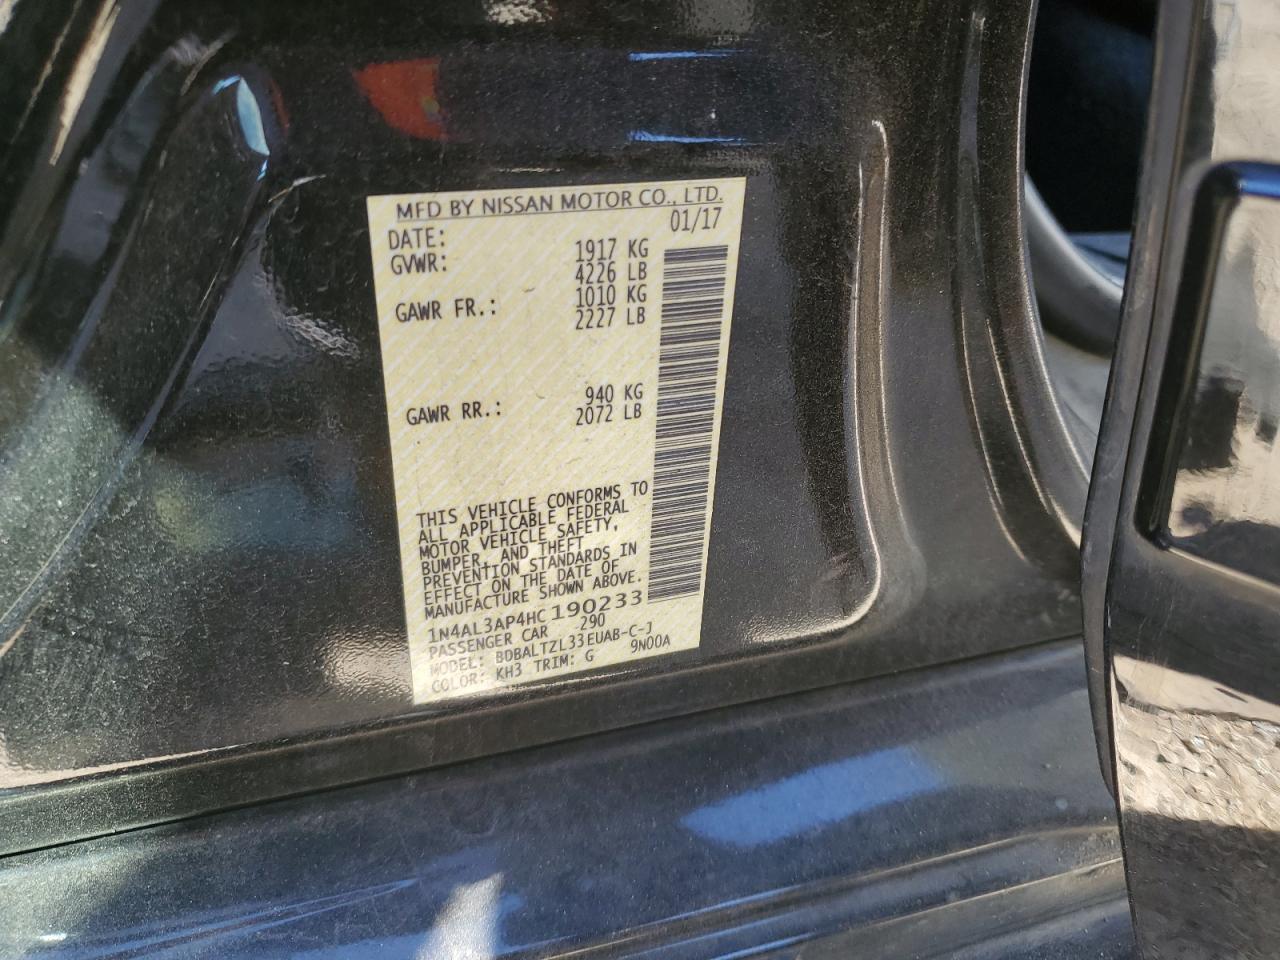 MFD BY NISSAN MOTOR CO., LTD.
DATE: 01/17
GVWR: 1917 KG
4226 LB
GAWR FR.: 1010 KG
2227 LB
GAWR RR.: 940 KG
2072 LB
THIS VEHICLE CONFORMS TO
ALL APPLICABLE FEDERAL
MOTOR VEHICLE SAFETY,
BUMPER, AND THEFT
PREVENTION STANDARDS IN
EFFECT ON THE DATE OF
MANUFACTURE SHOWN ABOVE.
1N4AL3AP4HC190233
PASSENGER CAR 290
MODEL: BDBALTZL33EUAB-C-J
COLOR: KH3 TRIM: G 9N00A